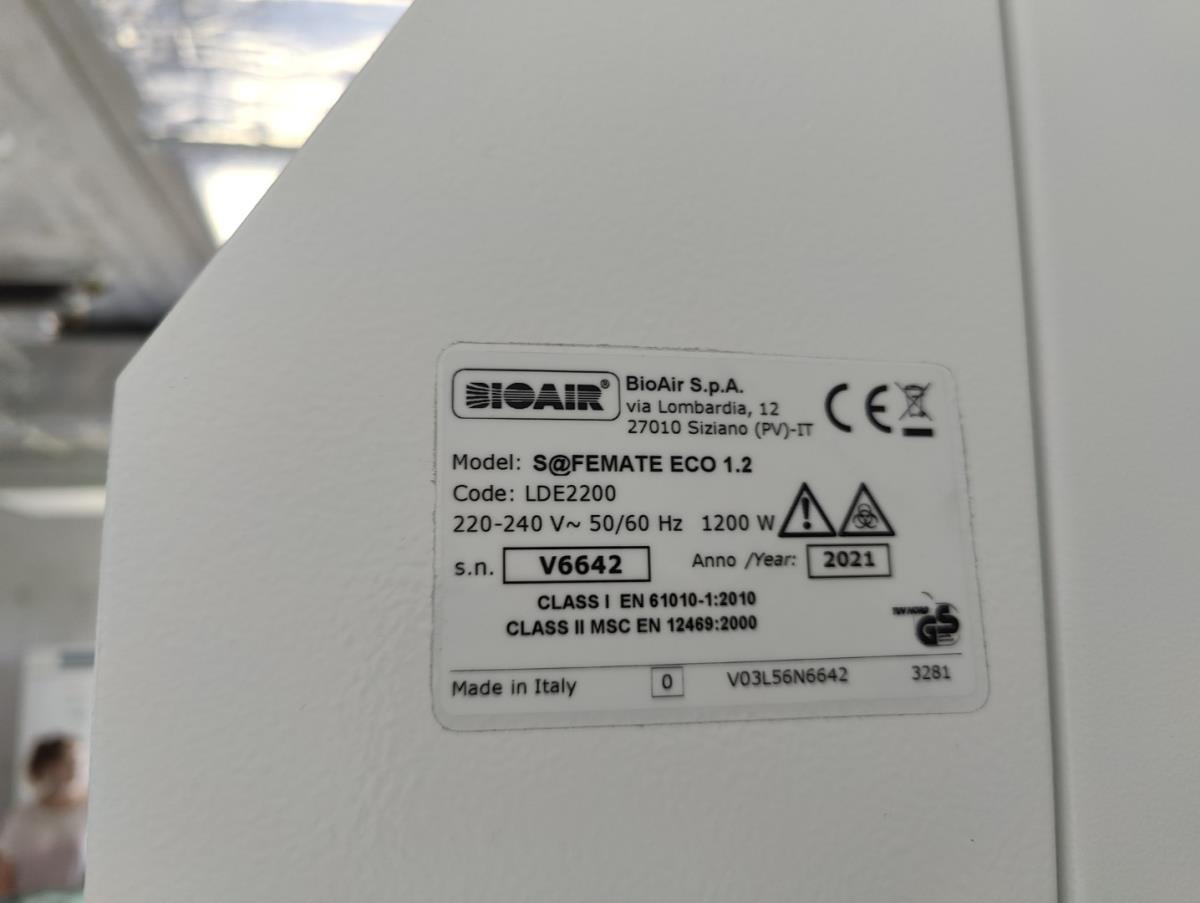 BIOAIR®
BioAir S.p.A.
via Lombardia, 12
27010 Siziano (PV)-IT
CE
Model: S@FEMATE ECO 1.2
Code: LDE2200
220-240 V~ 50/60 Hz 1200 W
s.n. V6642 Anno /Year: 2021
CLASS I EN 61010-1:2010
CLASS II MSC EN 12469:2000
TUV NORD
GS
Made in Italy 0 V03L56N6642 3281